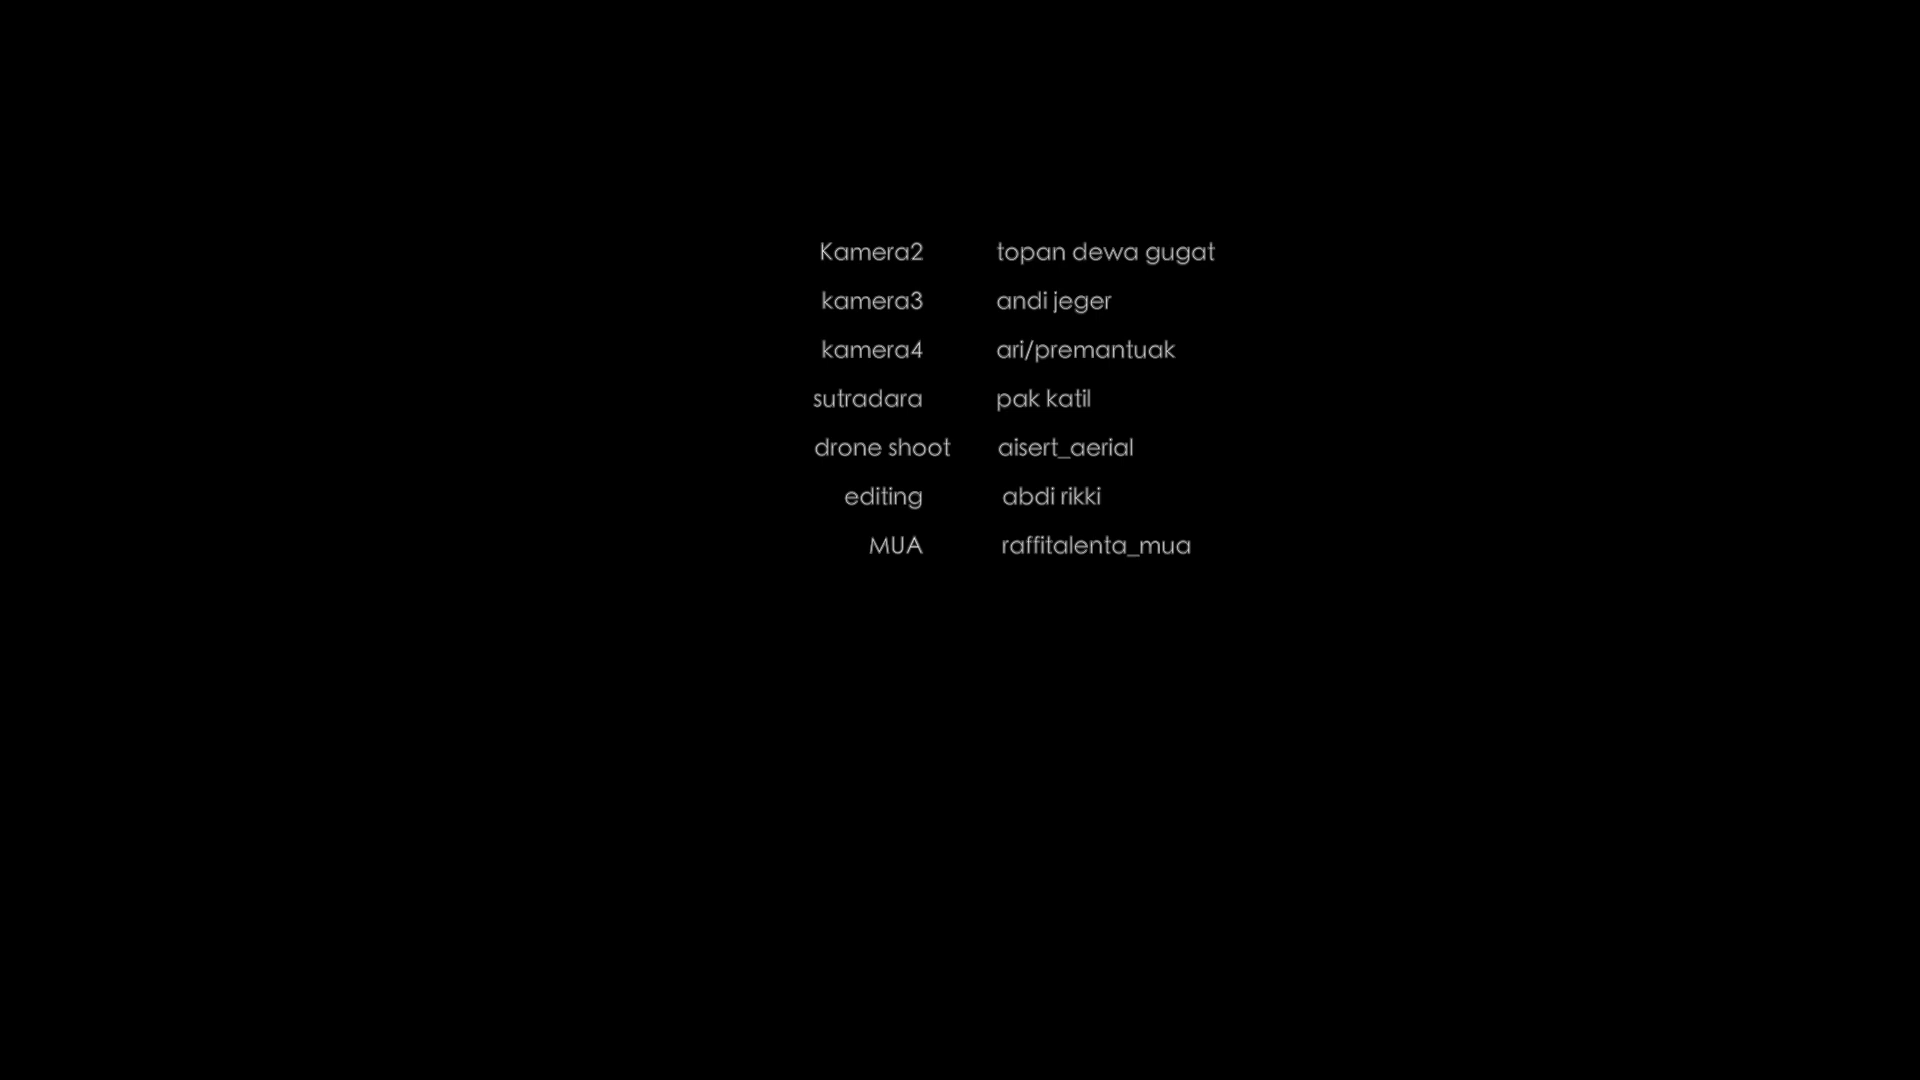 Kamera2 topan dewa gugat
kamera3 andi jeger
kamera4 ari/premantuak
sutradara pak katil
drone shoot aisert_aerial
editing abdi rikki
MUA raffitalenta_mua